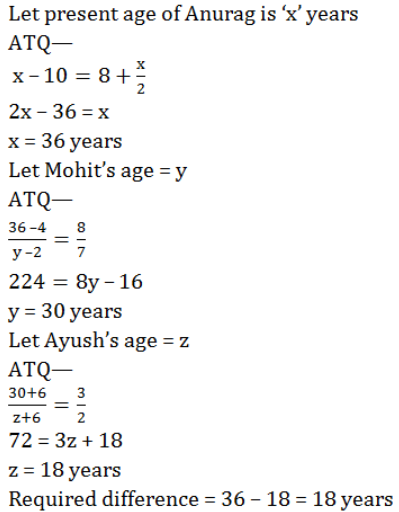 Let present age of Anurag is ‘x’ years
ATQ—
x – 10 = 8 + x/2
2x – 36 = x
x = 36 years
Let Mohit’s age = y
ATQ—
36 –4/y –2 = 8/7
224 = 8y – 16
y = 30 years
Let Ayush’s age = z
ATQ—
30+6/z+6 = 3/2
72 = 3z + 18
z = 18 years
Required difference = 36 – 18 = 18 years